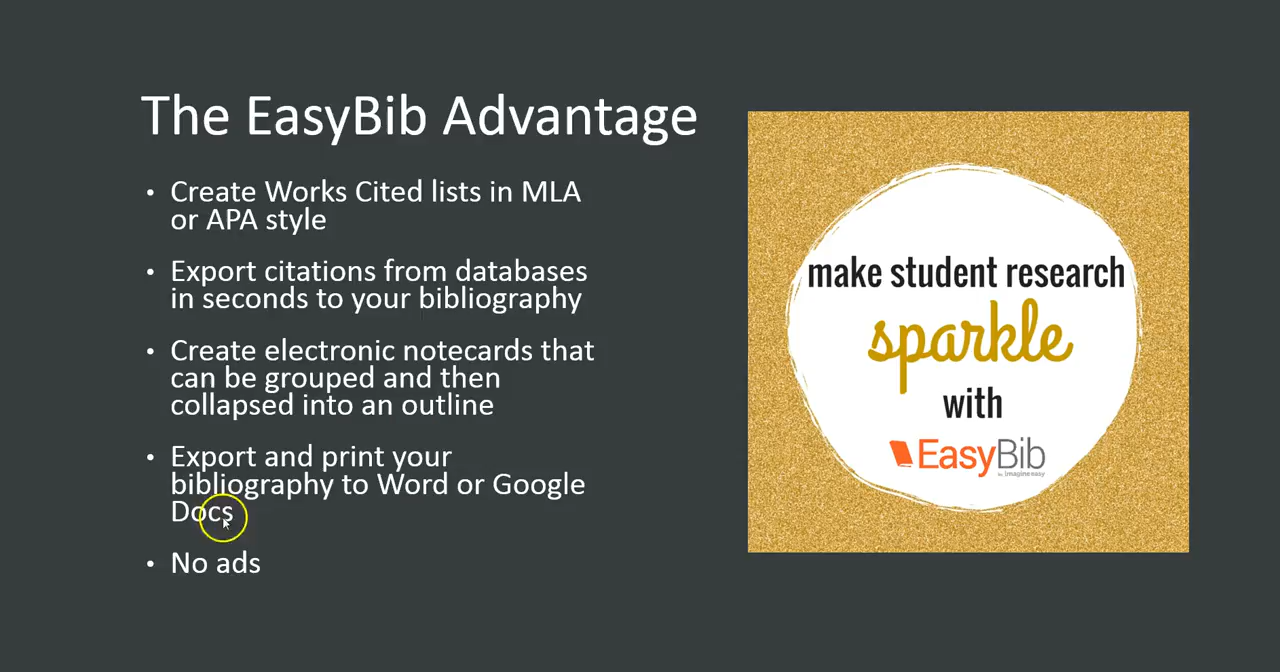 The EasyBib Advantage
• Create Works Cited lists in MLA
or APA style
• Export citations from databases
in seconds to your bibliography
• Create electronic notecards that
can be grouped and then
collapsed into an outline
• Export and print your
bibliography to Word or Google
Docs
• No ads
make student research
sparkle
with
EasyBib
by imagine easy